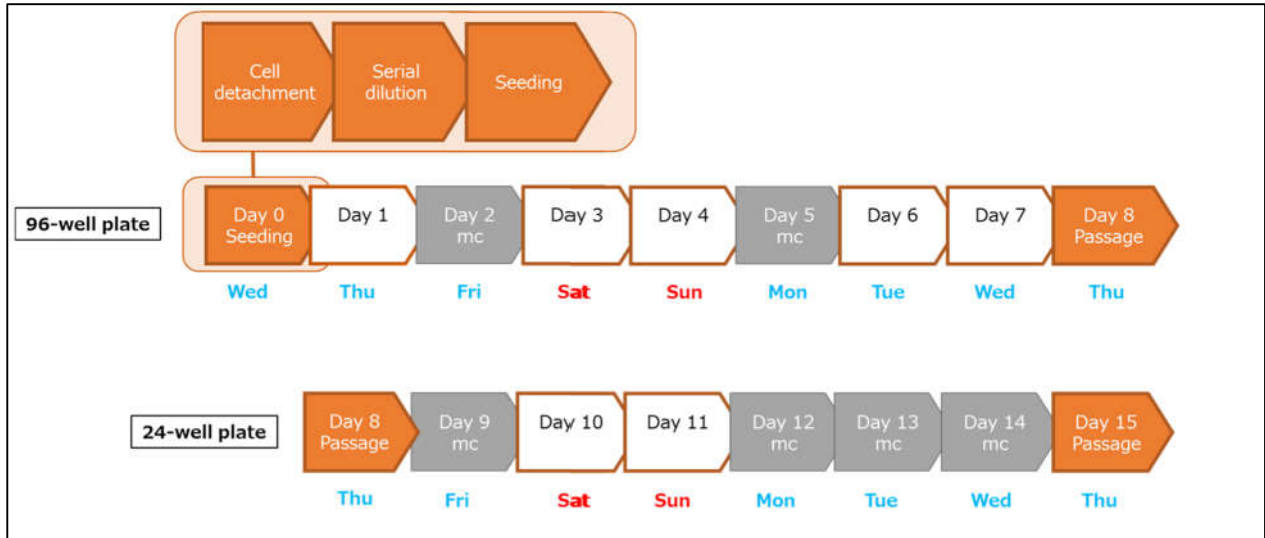 Cell
detachment
Serial
dilution
Seeding
96-well plate
Day 0
Seeding
Day 1
Day 2
mc
Day 3
Day 4
Day 5
mc
Day 6
Day 7
Day 8
Passage
Wed
Thu
Fri
Sat
Sun
Mon
Tue
Wed
Thu
24-well plate
Day 8
Passage
Day 9
mc
Day 10
Day 11
Day 12
mc
Day 13
mc
Day 14
mc
Day 15
Passage
Thu
Fri
Sat
Sun
Mon
Tue
Wed
Thu